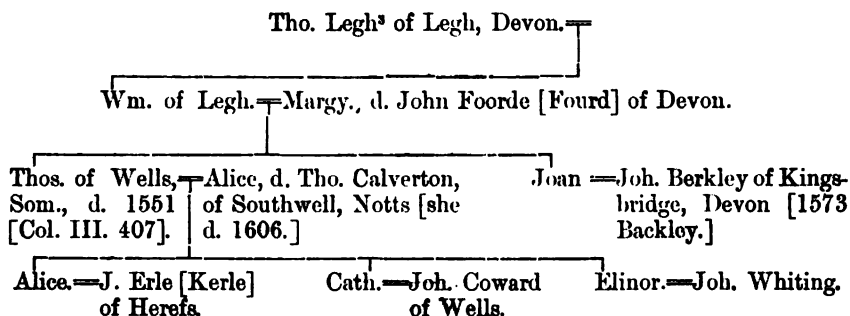 Tho. Legh³ of Legh, Devon.
Wm. of Legh. Margy., d. John Foorde [Fourd] of Devon.
Thos. of Wells, Alice, d. Tho. Calverton, Joan Joh. Berkley of Kings-
Som., d. 1551 of Southwell, Notts [she bridge, Devon [1573
[Col. III. 407]. d. 1606.] Backley.]
Alice. J. Erle [Kerle] Cath. Joh. Coward Elinor. Joh. Whiting.
of Herefs. of Wells.